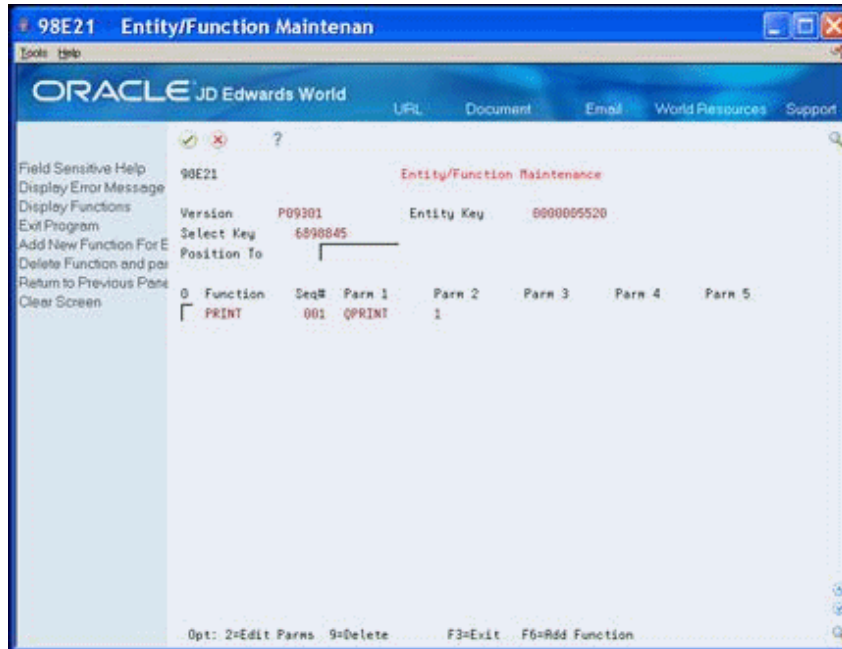 98E21 Entity/Function Maintenan
Tools Help
ORACLE JD Edwards World
URL Document Email World Resources Support
?
Field Sensitive Help
Display Error Message
Display Functions
Exit Program
Add New Function For E
Delete Function and par
Return to Previous Pane
Clear Screen
98E21 Entity/Function Maintenance
Version P09301 Entity Key 0000005520
Select Key 6898845
Position To
O Function Seq# Parm 1 Parm 2 Parm 3 Parm 4 Parm 5
PRINT 001 QPRINT 1
Opt: 2=Edit Parms 9=Delete F3=Exit F6=Add Function